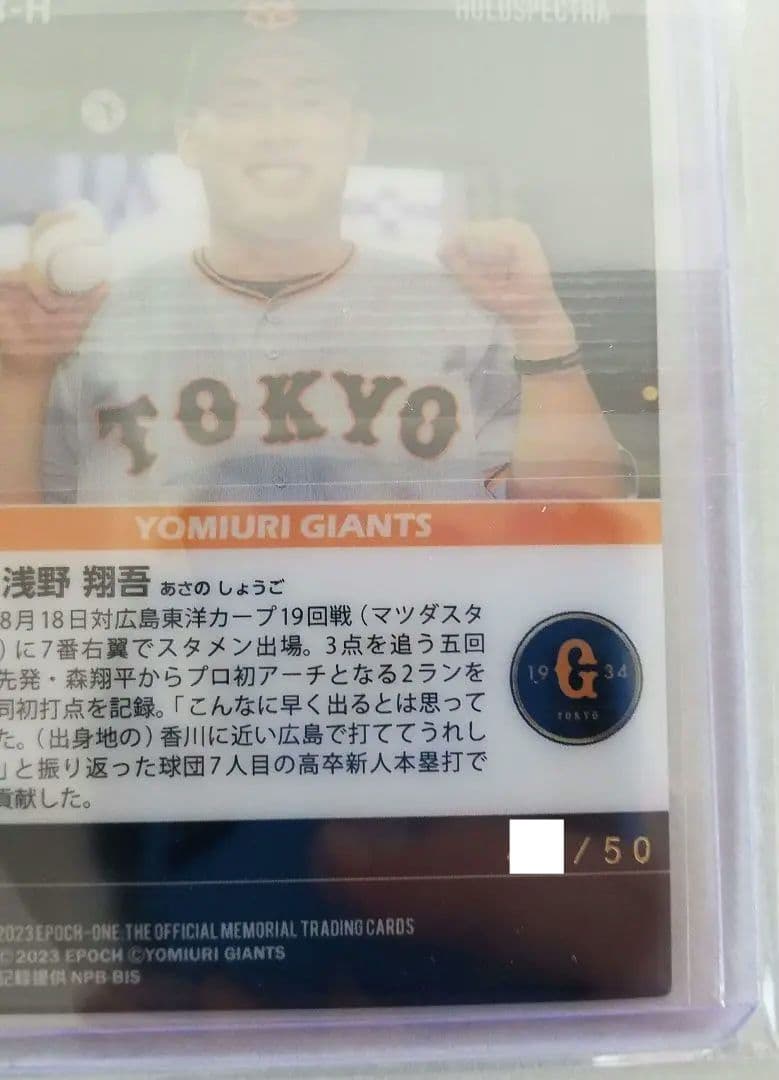 -H
HOLOSPECTRA
TOKYO
YOMIURI GIANTS
浅野 翔吾 あさの しょうご
8月18日対広島東洋カープ19回戦（マツダスタ
）に7番右翼でスタメン出場。3点を追う五回
先発・森翔平からプロ初アーチとなる2ランを
同初打点を記録。「こんなに早く出るとは思って
た。（出身地の）香川に近い広島で打ててうれし
」と振り返った球団7人目の高卒新人本塁打で
貢献した。
19 G 34
TOKYO
/50
2023 EPOCH-ONE THE OFFICIAL MEMORIAL TRADING CARDS
©2023 EPOCH ©YOMIURI GIANTS
記録提供 NPB BIS